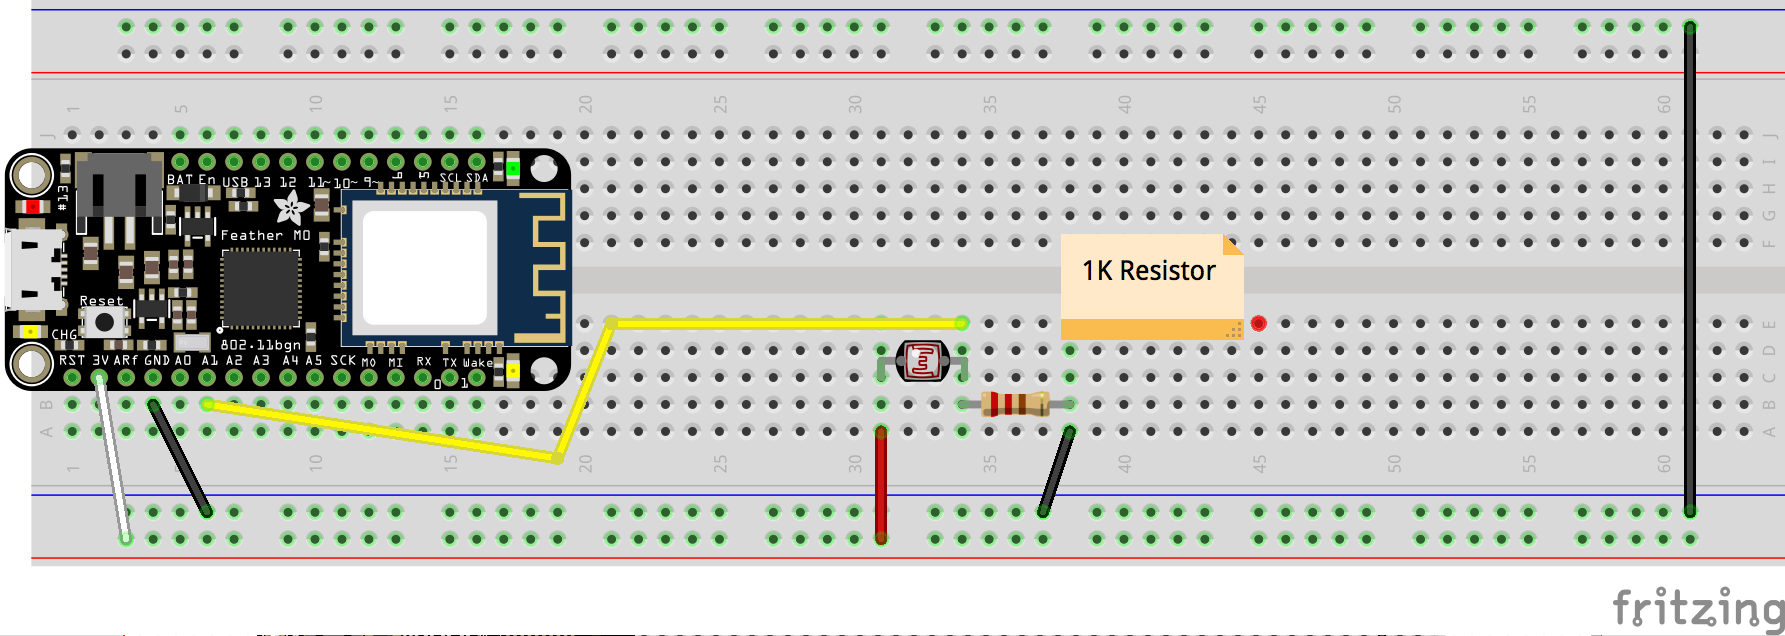 1 5 10 15 20 25 30 35 40 45 50 55 60
J J
I
H
G
F
BAT En USB 13 12 11~ 10~ 9~ 6 5 SCL SDA
#13
Feather M0
1K Resistor
Reset
CHG
802.11bgn
RST 3V ARf GND A0 A1 A2 A3 A4 A5 SCK MO MI RX TX Wake
0 1
E
D
C
B B
A A
1 10 15 20 25 30 35 40 45 50 55 60
fritzing